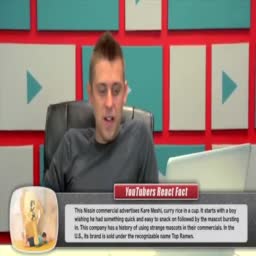 YouTubers React Fact
This Nissin commercial advertises Kare Meshi, curry rice in a cup. It starts with a boy
wishing he had something quick and easy to snack on followed by the mascot bursting
in. This company has a history of using strange mascots in their commercials. In the
U.S., its brand is sold under the recognizable name Top Ramen.